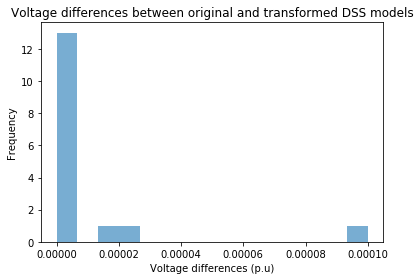 Voltage differences between original and transformed DSS models
12
10
8
6
4
2
0
Frequency
0.00000 0.00002 0.00004 0.00006 0.00008 0.00010
Voltage differences (p.u)